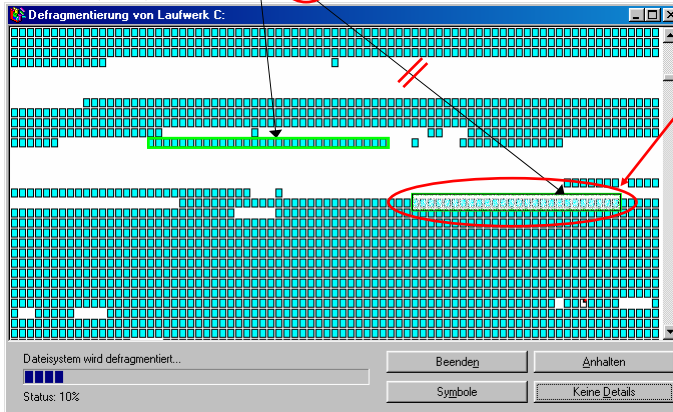 Defragmentierung von Laufwerk C:
Dateisystem wird defragmentiert...
Beenden
Anhalten
Status: 10%
Symbole
Keine Details